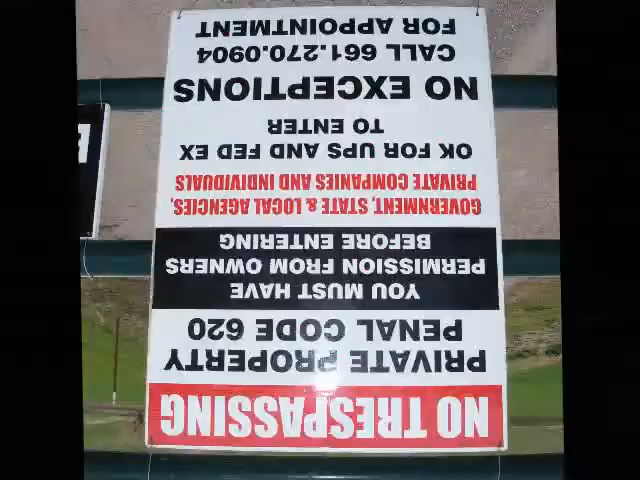 NO TRESPASSING
PRIVATE PROPERTY
PENAL CODE 620
YOU MUST HAVE
PERMISSION FROM OWNERS
BEFORE ENTERING
GOVERNMENT, STATE & LOCAL AGENCIES,
PRIVATE COMPANIES AND INDIVIDUALS
OK FOR UPS AND FED EX
TO ENTER
NO EXCEPTIONS
CALL 661.270.0904
FOR APPOINTMENT